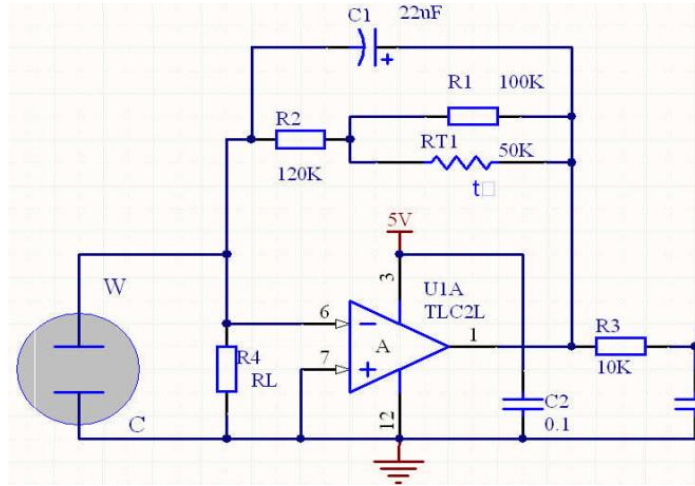 C1 22uF
R1 100K
R2
RT1 50K
120K
t
5V
W
3
U1A
TLC2L
6
1
R3
A
7
R4
RL
10K
C2
C
12
0.1